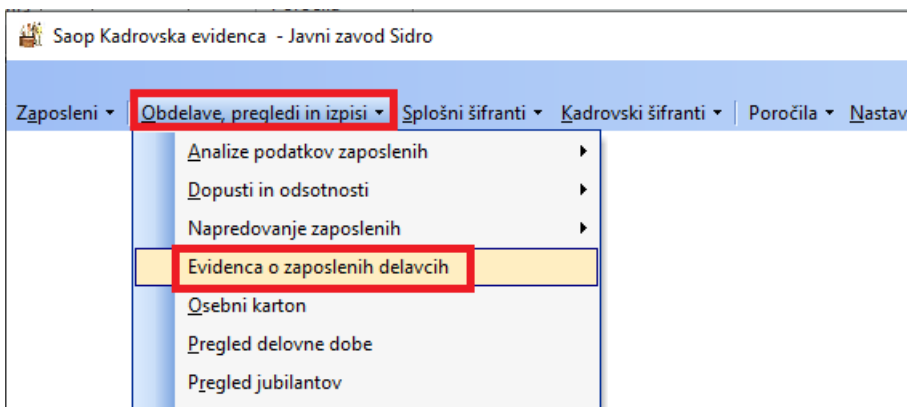 Saop Kadrovska evidenca - Javni zavod Sidro
Zaposleni Obdelave, pregledi in izpisi Splošni šifranti Kadrovski šifranti Poročila Nastav
Analize podatkov zaposlenih
Dopusti in odsotnosti
Napredovanje zaposlenih
Evidenca o zaposlenih delavcih
Osebni karton
Pregled delovne dobe
Pregled jubilantov